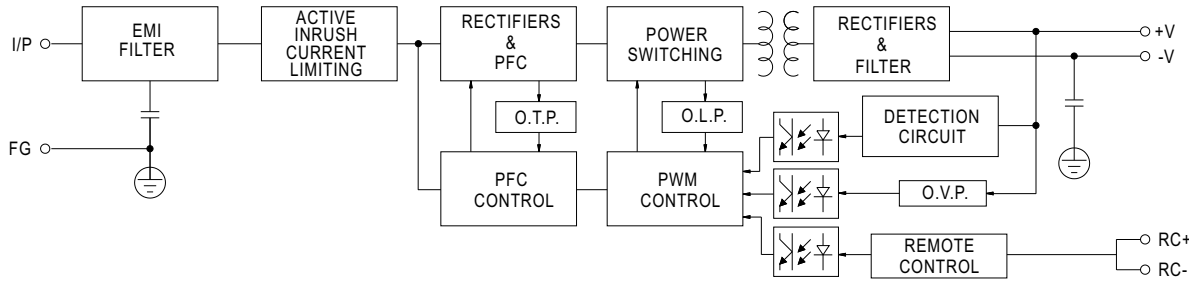 I/P
EMI
FILTER
ACTIVE
INRUSH
CURRENT
LIMITING
RECTIFIERS
&
PFC
POWER
SWITCHING
RECTIFIERS
&
FILTER
+V
-V
O.T.P.
O.L.P.
DETECTION
CIRCUIT
FG
PFC
CONTROL
PWM
CONTROL
O.V.P.
REMOTE
CONTROL
RC+
RC-